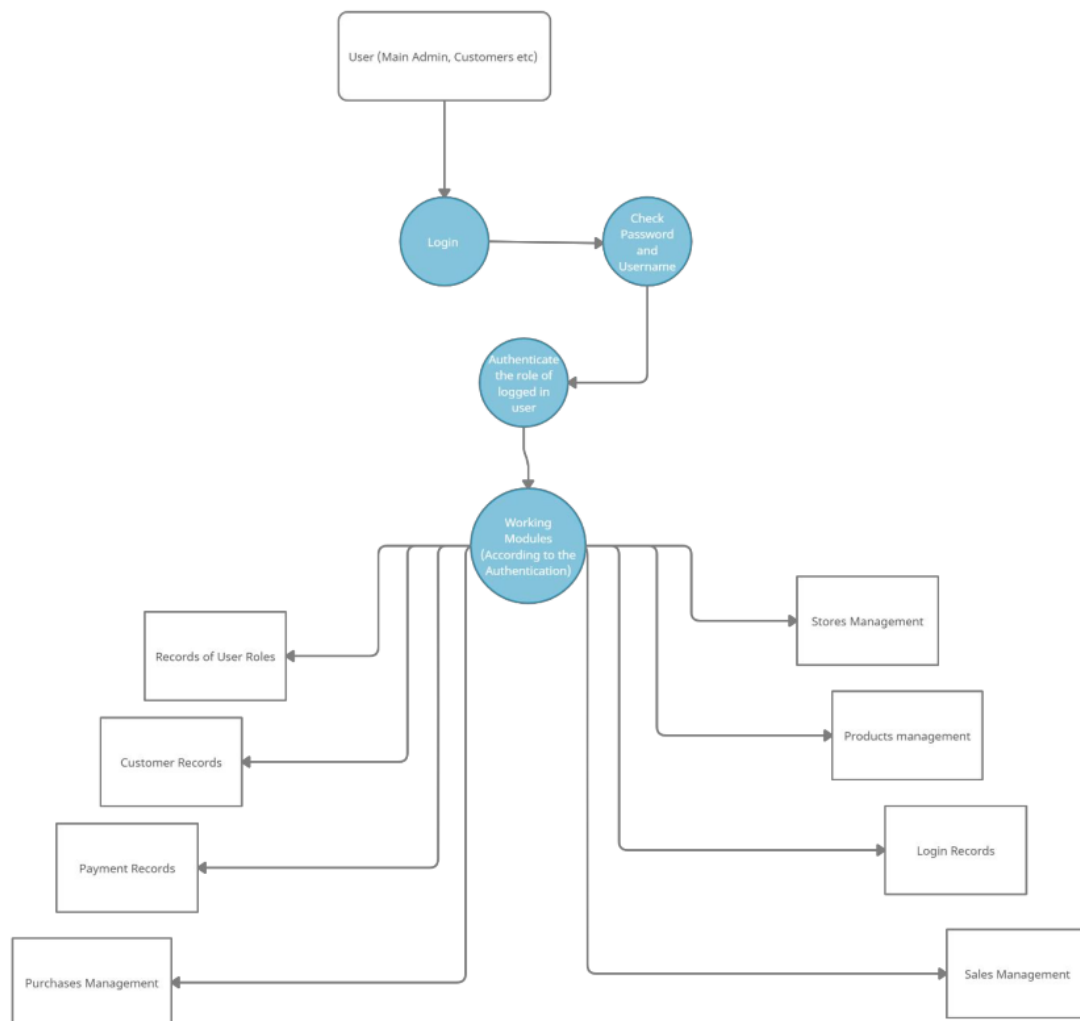 User (Main Admin, Customers etc)
Login
Check
Password
and
Username
Authenticate
the role of
logged in
user
Working
Modules
(According to the
Authentication)
Records of User Roles
Customer Records
Payment Records
Purchases Management
Stores Management
Products management
Login Records
Sales Management